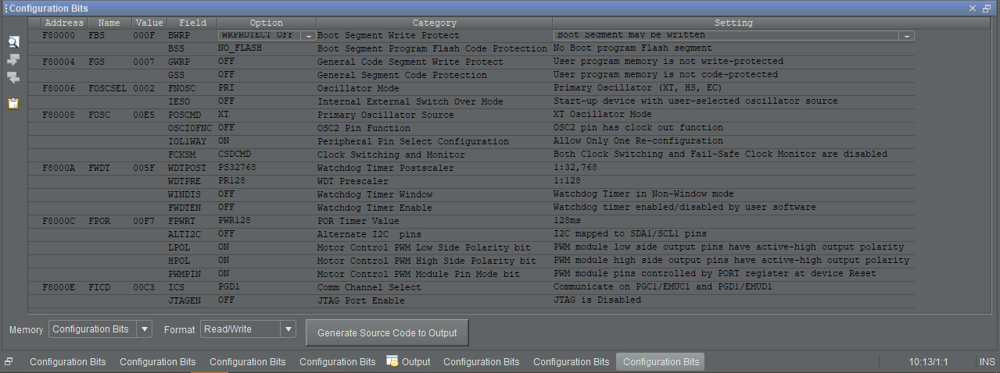 Configuration Bits
Address Name Value Field Option Category Setting
F80000 FBS 000F BWRP WRPROTECT_OFF Boot Segment Write Protect Boot Segment may be written
BSS NO_FLASH Boot Segment Program Flash Code Protection No Boot program Flash segment
F80004 FGS 0007 GWRP OFF General Code Segment Write Protect User program memory is not write-protected
GSS OFF General Segment Code Protection User program memory is not code-protected
F80006 FOSCSEL 0002 FNOSC PRI Oscillator Mode Primary Oscillator (XT, HS, EC)
IESO OFF Internal External Switch Over Mode Start-up device with user-selected oscillator source
F80008 FOSC 00E5 POSCMD XT Primary Oscillator Source XT Oscillator Mode
OSCIOFNC OFF OSC2 Pin Function OSC2 pin has clock out function
IOL1WAY ON Peripheral Pin Select Configuration Allow Only One Re-configuration
FCKSM CSDCMD Clock Switching and Monitor Both Clock Switching and Fail-Safe Clock Monitor are disabled
F8000A FWDT 005F WDTPOST PS32768 Watchdog Timer Postscaler 1:32,768
WDTPRE PR128 WDT Prescaler 1:128
WINDIS OFF Watchdog Timer Window Watchdog Timer in Non-Window mode
FWDTEN OFF Watchdog Timer Enable Watchdog timer enabled/disabled by user software
F8000C FPOR 00F7 FPWRT PWR128 POR Timer Value 128ms
ALTI2C OFF Alternate I2C pins I2C mapped to SDA1/SCL1 pins
LPOL ON Motor Control PWM Low Side Polarity bit PWM module low side output pins have active-high output polarity
HPOL ON Motor Control PWM High Side Polarity bit PWM module high side output pins have active-high output polarity
PWMPIN ON Motor Control PWM Module Pin Mode bit PWM module pins controlled by PORT register at device Reset
F8000E FICD 00C3 ICS PGD1 Comm Channel Select Communicate on PGC1/EMUC1 and PGD1/EMUD1
JTAGEN OFF JTAG Port Enable JTAG is Disabled
Memory Configuration Bits Format Read/Write Generate Source Code to Output
Configuration Bits Configuration Bits Configuration Bits Configuration Bits Output Configuration Bits Configuration Bits Configuration Bits 10:13/1:1 INS